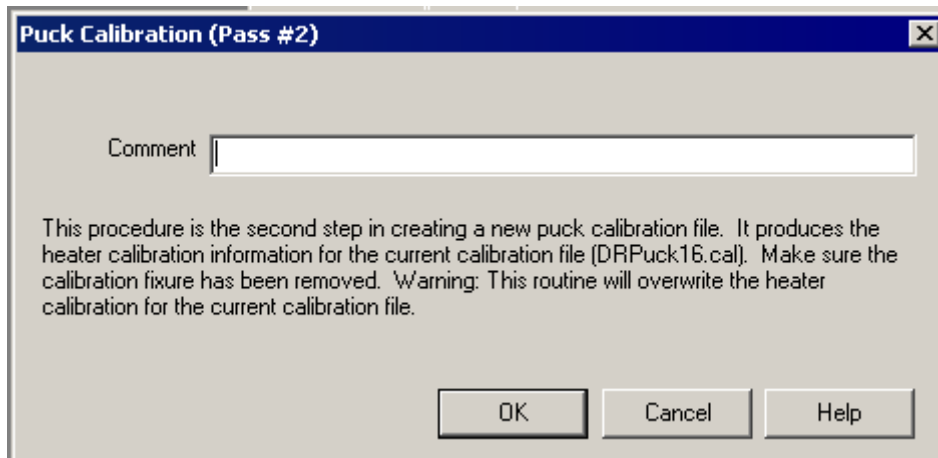 Puck Calibration (Pass #2)
Comment
This procedure is the second step in creating a new puck calibration file.  It produces the
heater calibration information for the current calibration file (DRPuck16.cal).  Make sure the
calibration fixure has been removed.  Warning: This routine will overwrite the heater
calibration for the current calibration file.
OK Cancel Help